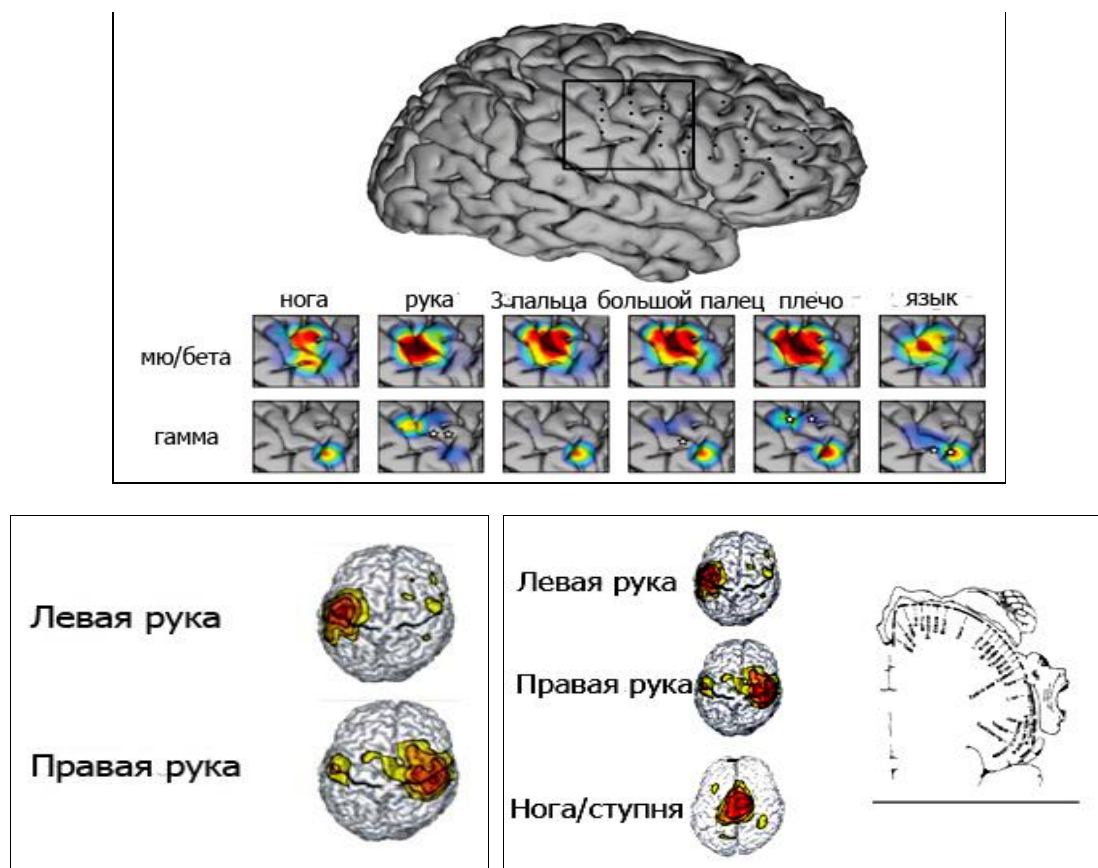 нога рука 3-пальца большой палец плечо язык
мю/бета
гамма
Левая рука
Правая рука
Левая рука
Правая рука
Нога/ступня